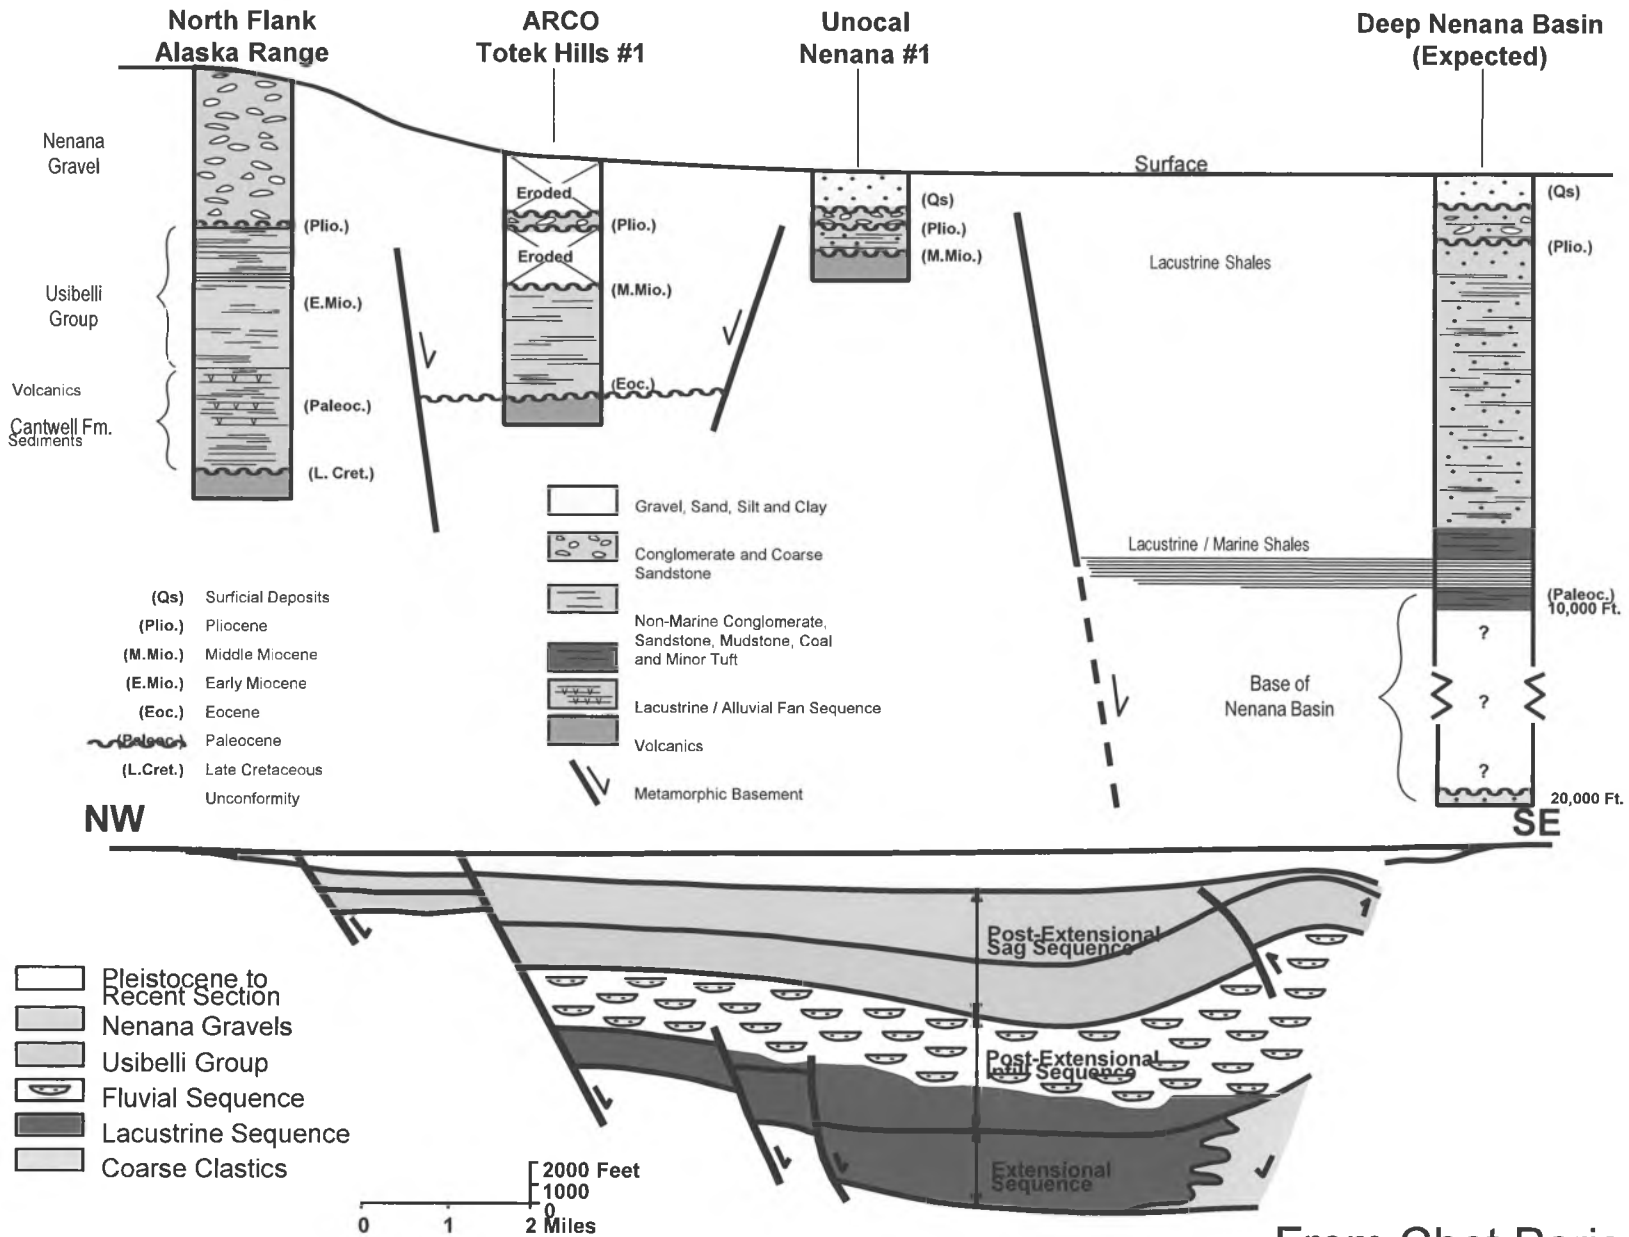 North Flank
Alaska Range
ARCO
Totek Hills #1
Unocal
Nenana #1
Deep Nenana Basin
(Expected)
Nenana
Gravel
Usibelli
Group
Volcanics
Cantwell Fm.
Sediments
(Plio.)
(E.Mio.)
(Paleoc.)
(L. Cret.)
Eroded
(Plio.)
Eroded
(M.Mio.)
(Eoc.)
(Qs)
(Plio.)
(M.Mio.)
Surface
Lacustrine Shales
Lacustrine / Marine Shales
(Qs)
(Plio.)
(Paleoc.)
10,000 Ft.
?
?
?
20,000 Ft.
Base of
Nenana Basin
Gravel, Sand, Silt and Clay
Conglomerate and Coarse
Sandstone
Non-Marine Conglomerate,
Sandstone, Mudstone, Coal
and Minor Tuft
Lacustrine / Alluvial Fan Sequence
Volcanics
Metamorphic Basement
(Qs) Surficial Deposits
(Plio.) Pliocene
(M.Mio.) Middle Miocene
(E.Mio.) Early Miocene
(Eoc.) Eocene
(Paleoc.) Paleocene
(L.Cret.) Late Cretaceous
Unconformity
NW
SE
Post-Extensional
Sag Sequence
Post-Extensional
Infill Sequence
Extensional
Sequence
Pleistocene to
Recent Section
Nenana Gravels
Usibelli Group
Fluvial Sequence
Lacustrine Sequence
Coarse Clastics
2000 Feet
1000
0
0 1 2 Miles